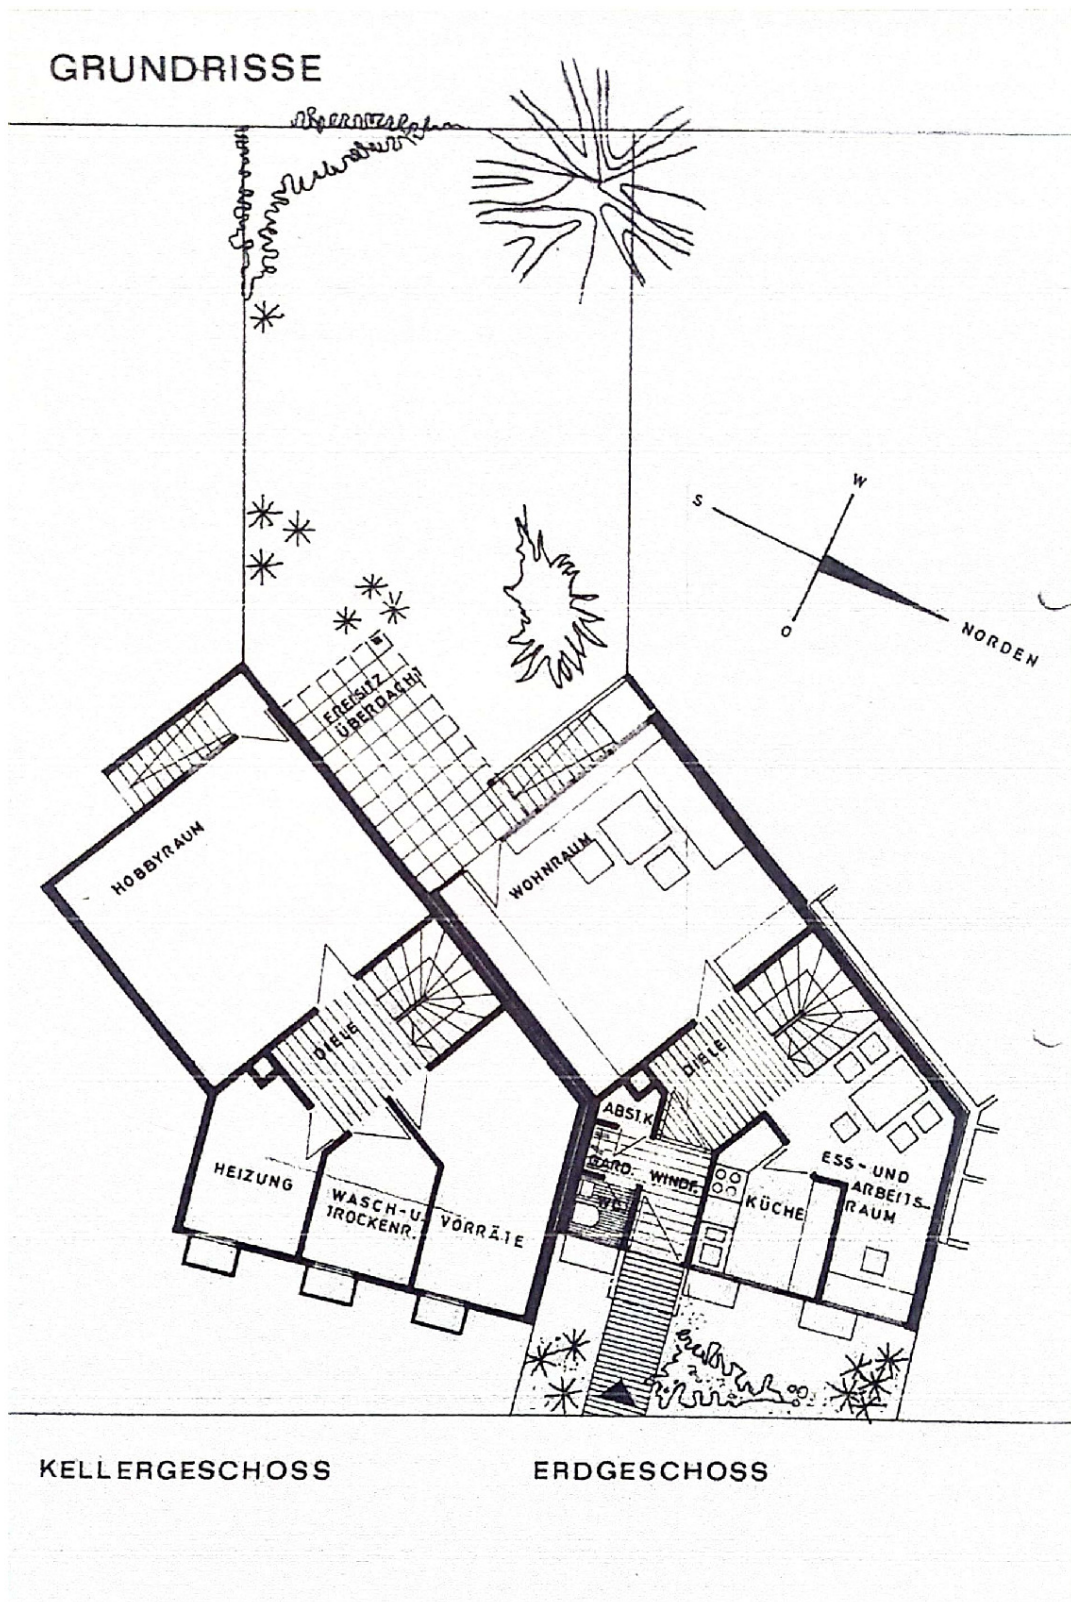 GRUNDRISSE
W
S
O
NORDEN
FREISITZ
ÜBERDACHT
HOBBYRAUM
WOHNRAUM
DIELE
DIELE
ABST.K.
HEIZUNG
WASCH-U.
TROCKENR.
VORRÄTE
GARD.
WINDF.
WC
KÜCHE
ESS- UND
ARBEITS-
RAUM
KELLERGESCHOSS
ERDGESCHOSS